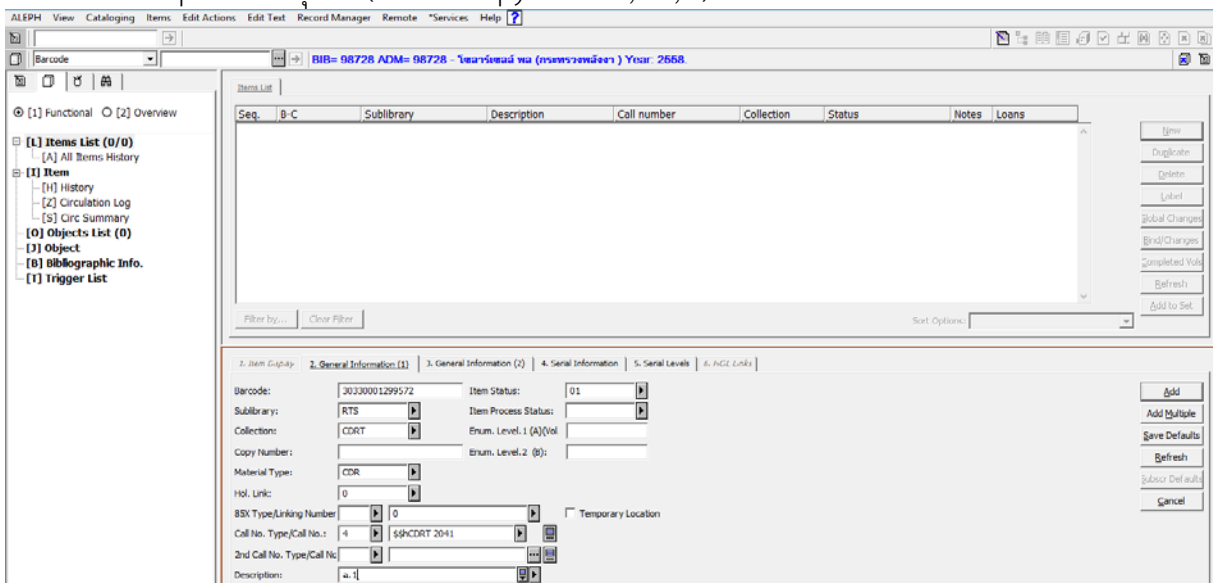 ALEPH View Cataloging Items Edit Actions Edit Text Record Manager Remote *Services Help ?
Barcode
BIB= 98728 ADM= 98728 - โซลาร์เซลล์ พล (กระทรวงพลังงา ) Year: 2558.
[1] Functional [2] Overview
[L] Items List (0/0)
[A] All Items History
[I] Item
[H] History
[Z] Circulation Log
[S] Circ Summary
[O] Objects List (0)
[J] Object
[B] Bibliographic Info.
[T] Trigger List
Items List
Seq. B-C Sublibrary Description Call number Collection Status Notes Loans
New
Duplicate
Delete
Label
Global Changes
Bind/Changes
Completed Vols
Refresh
Add to Set
Filter by... Clear Filter Sort Options:
1. Item Display 2. General Information (1) 3. General Information (2) 4. Serial Information 5. Serial Levels 6. HOL Links
Barcode: 30330001299572 Item Status: 01
Sublibrary: RTS Item Process Status:
Collection: CDRT Enum. Level.1 (A)(Vol
Copy Number: Enum. Level.2 (B):
Material Type: CDR
Hol. Link: 0
85X Type/Linking Number 0 Temporary Location
Call No. Type/Call No.: 4 $$hCDRT 2041
2nd Call No. Type/Call Nc
Description: a.1
Add
Add Multiple
Save Defaults
Refresh
Subscr Defaults
Cancel